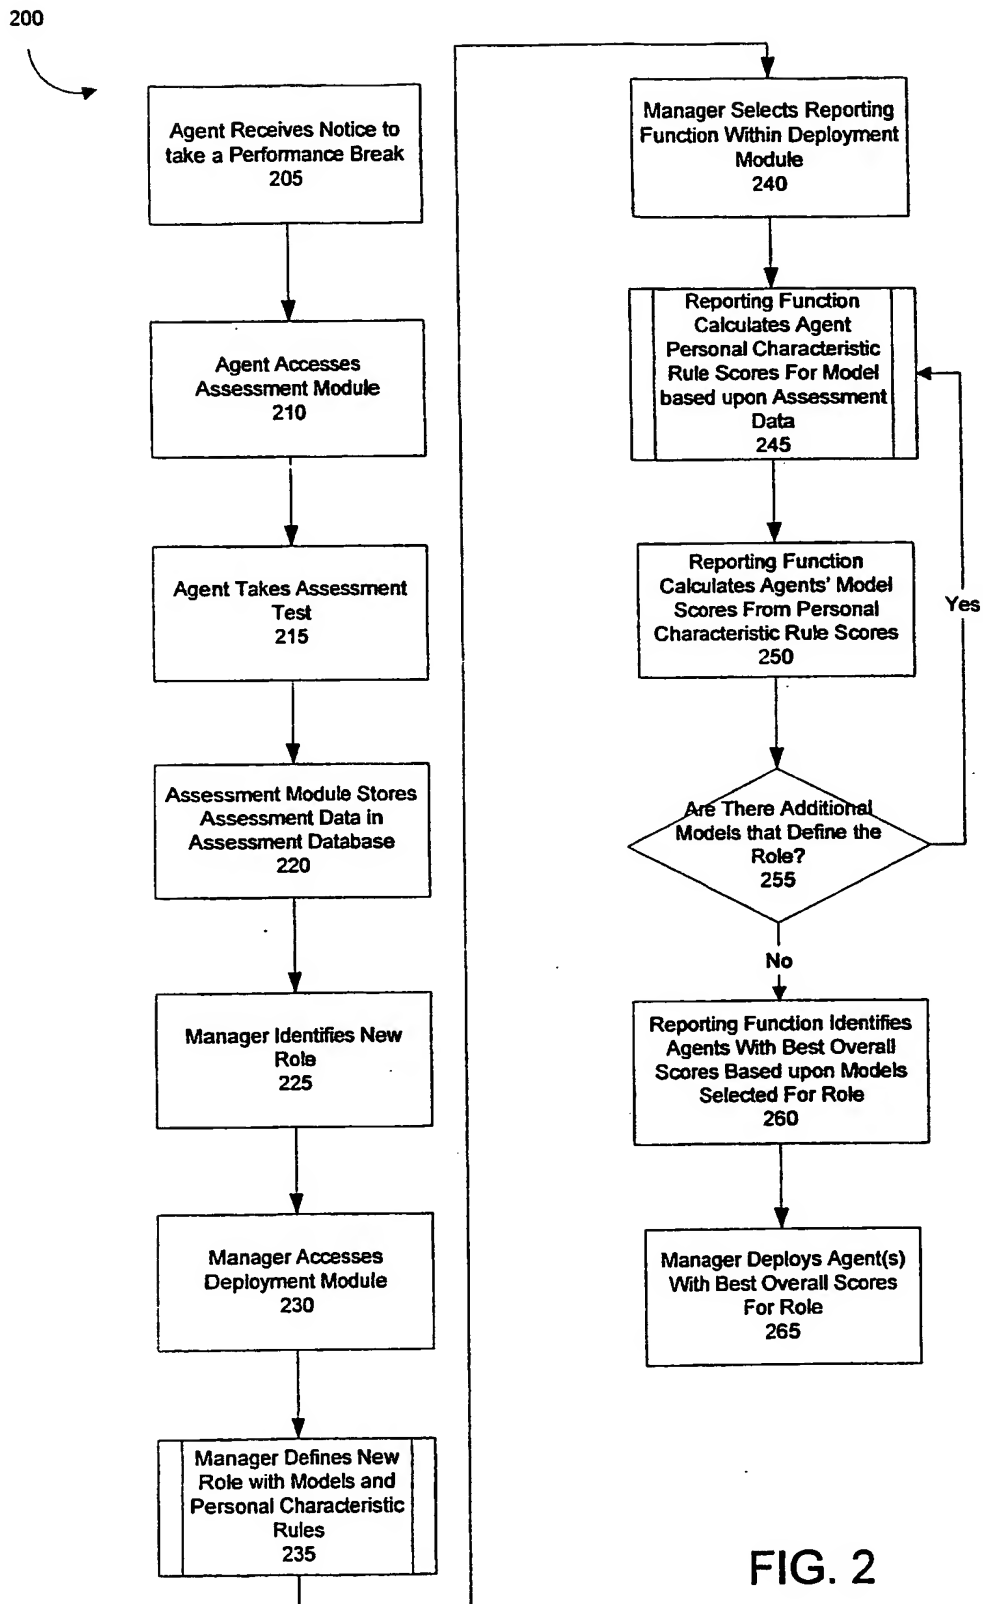 200
Agent Receives Notice to
take a Performance Break
205
Agent Accesses
Assessment Module
210
Agent Takes Assessment
Test
215
Assessment Module Stores
Assessment Data in
Assessment Database
220
Manager Identifies New
Role
225
Manager Accesses
Deployment Module
230
Manager Defines New
Role with Models and
Personal Characteristic
Rules
235
Manager Selects Reporting
Function Within Deployment
Module
240
Reporting Function
Calculates Agent
Personal Characteristic
Rule Scores For Model
based upon Assessment
Data
245
Reporting Function
Calculates Agents' Model
Scores From Personal
Characteristic Rule Scores
250
Yes
Are There Additional
Models that Define the
Role?
255
No
Reporting Function Identifies
Agents With Best Overall
Scores Based upon Models
Selected For Role
260
Manager Deploys Agent(s)
With Best Overall Scores
For Role
265
FIG. 2